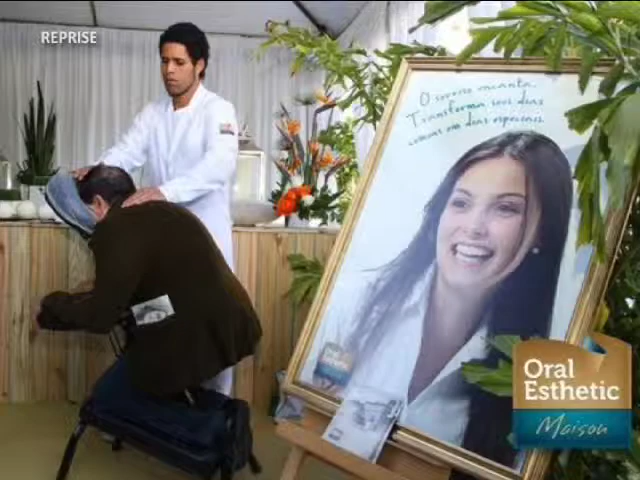 REPRISE
O sorriso encanta.
Transforma seus dias
comuns em dias especiais.
Oral
Esthetic
Maison